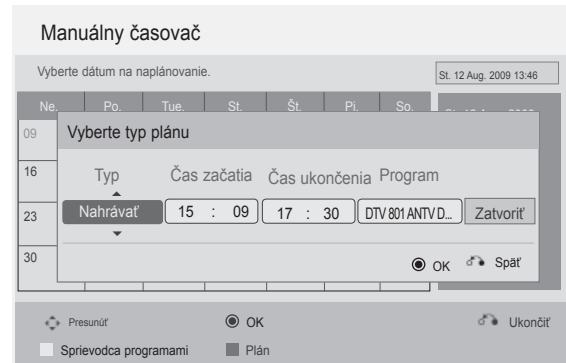 Manuálny časovač
Vyberte dátum na naplánovanie.
St. 12 Aug. 2009 13:46
Ne. Po. Tue. St. Št. Pi. So.
09
Vyberte typ plánu
16
Typ Čas začatia Čas ukončenia Program
23
Nahrávať 15 : 09 17 : 30 DTV 801 ANTV D... Zatvoriť
30
OK Späť
Presunúť OK Ukončiť
Sprievodca programami Plán